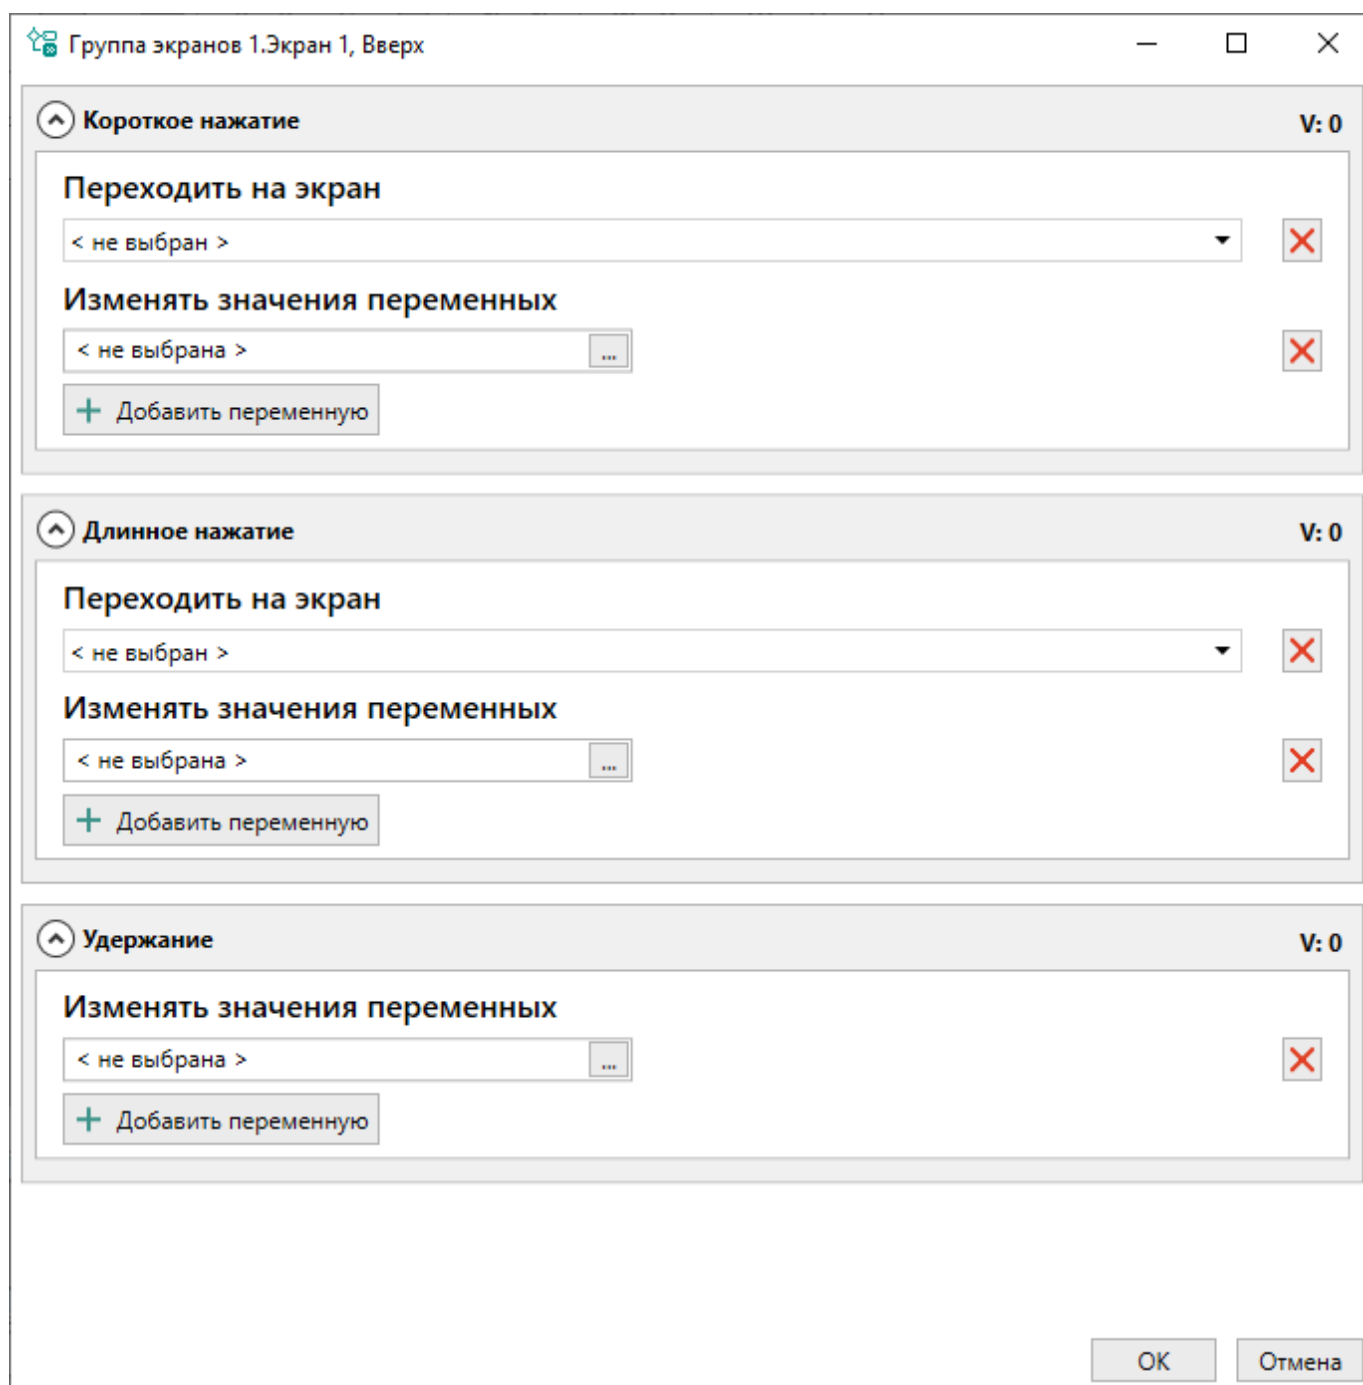 Группа экранов 1.Экран 1, Вверх
Короткое нажатие V: 0
Переходить на экран
< не выбран >
Изменять значения переменных
< не выбрана > ...
Добавить переменную
Длинное нажатие V: 0
Переходить на экран
< не выбран >
Изменять значения переменных
< не выбрана > ...
Добавить переменную
Удержание V: 0
Изменять значения переменных
< не выбрана > ...
Добавить переменную
ОК Отмена